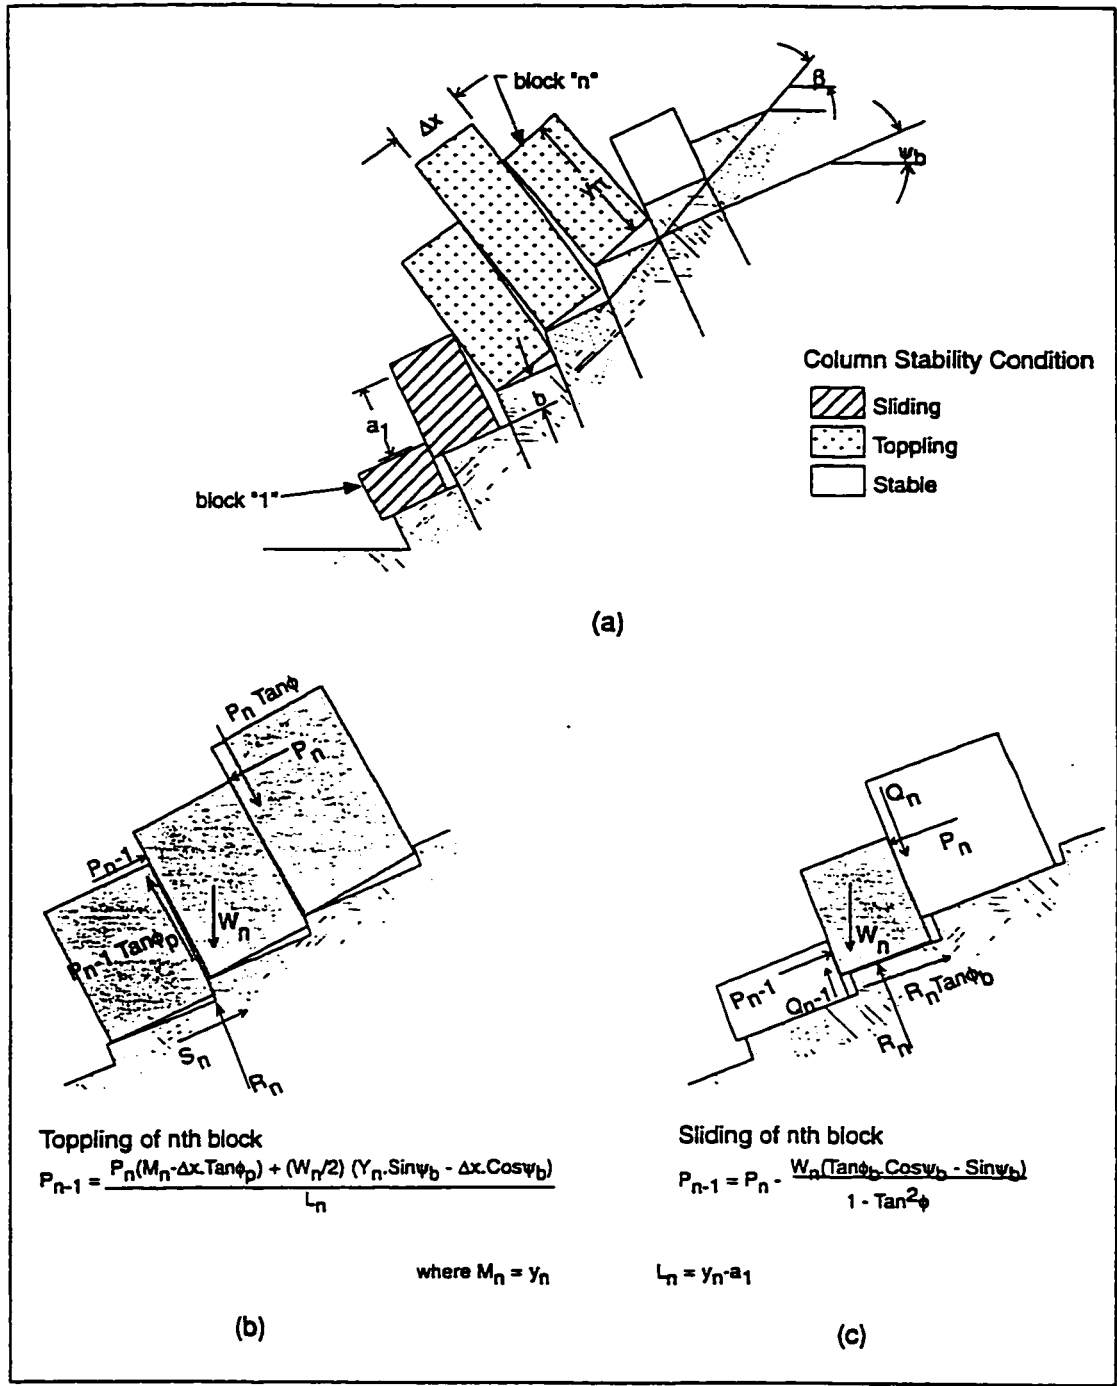 block "n"
Δx
β
ψb
yn
b
a1
block "1"
Column Stability Condition
Sliding
Toppling
Stable
(a)
Pn Tanϕ
Pn
Pn-1
Pn-1 Tanϕp
Wn
Sn
Rn
Qn
Pn
Wn
Pn-1
Qn-1
RnTanϕb
Rn
Toppling of nth block
Pn-1 = Pn(Mn-Δx.Tanϕp) + (Wn/2) (Yn.Sinψb - Δx.Cosψb)
Ln
Sliding of nth block
Pn-1 = Pn - Wn(Tanϕb.Cosψb - Sinψb)
1 - Tan²ϕ
where Mn = yn
Ln = yn-a1
(b)
(c)